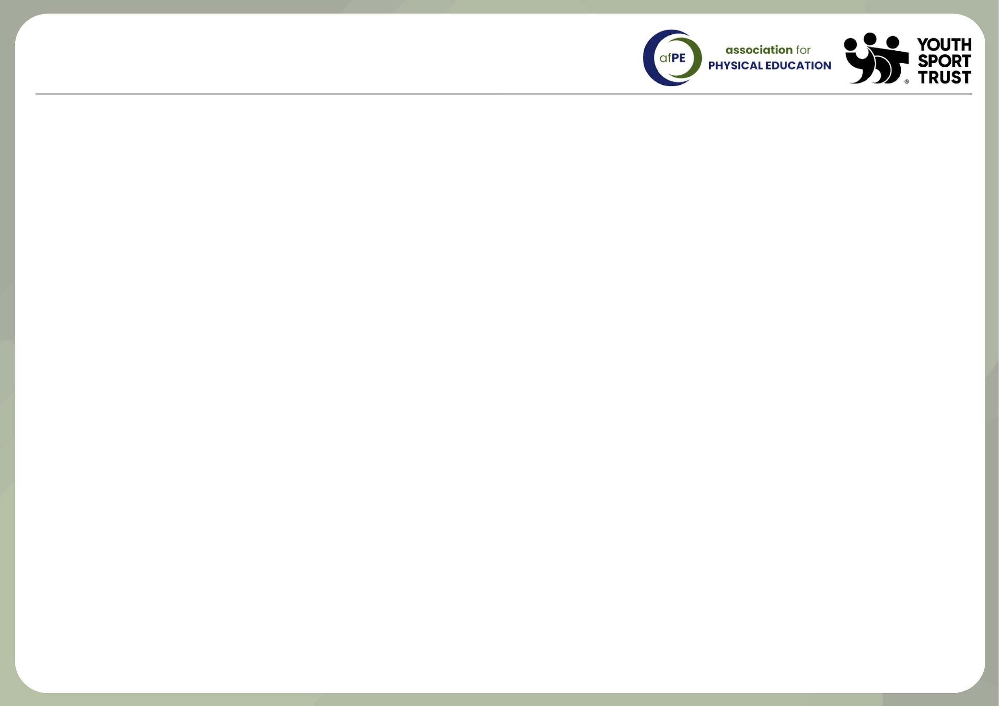 afPE
association for
PHYSICAL EDUCATION
YOUTH
SPORT
TRUST
®